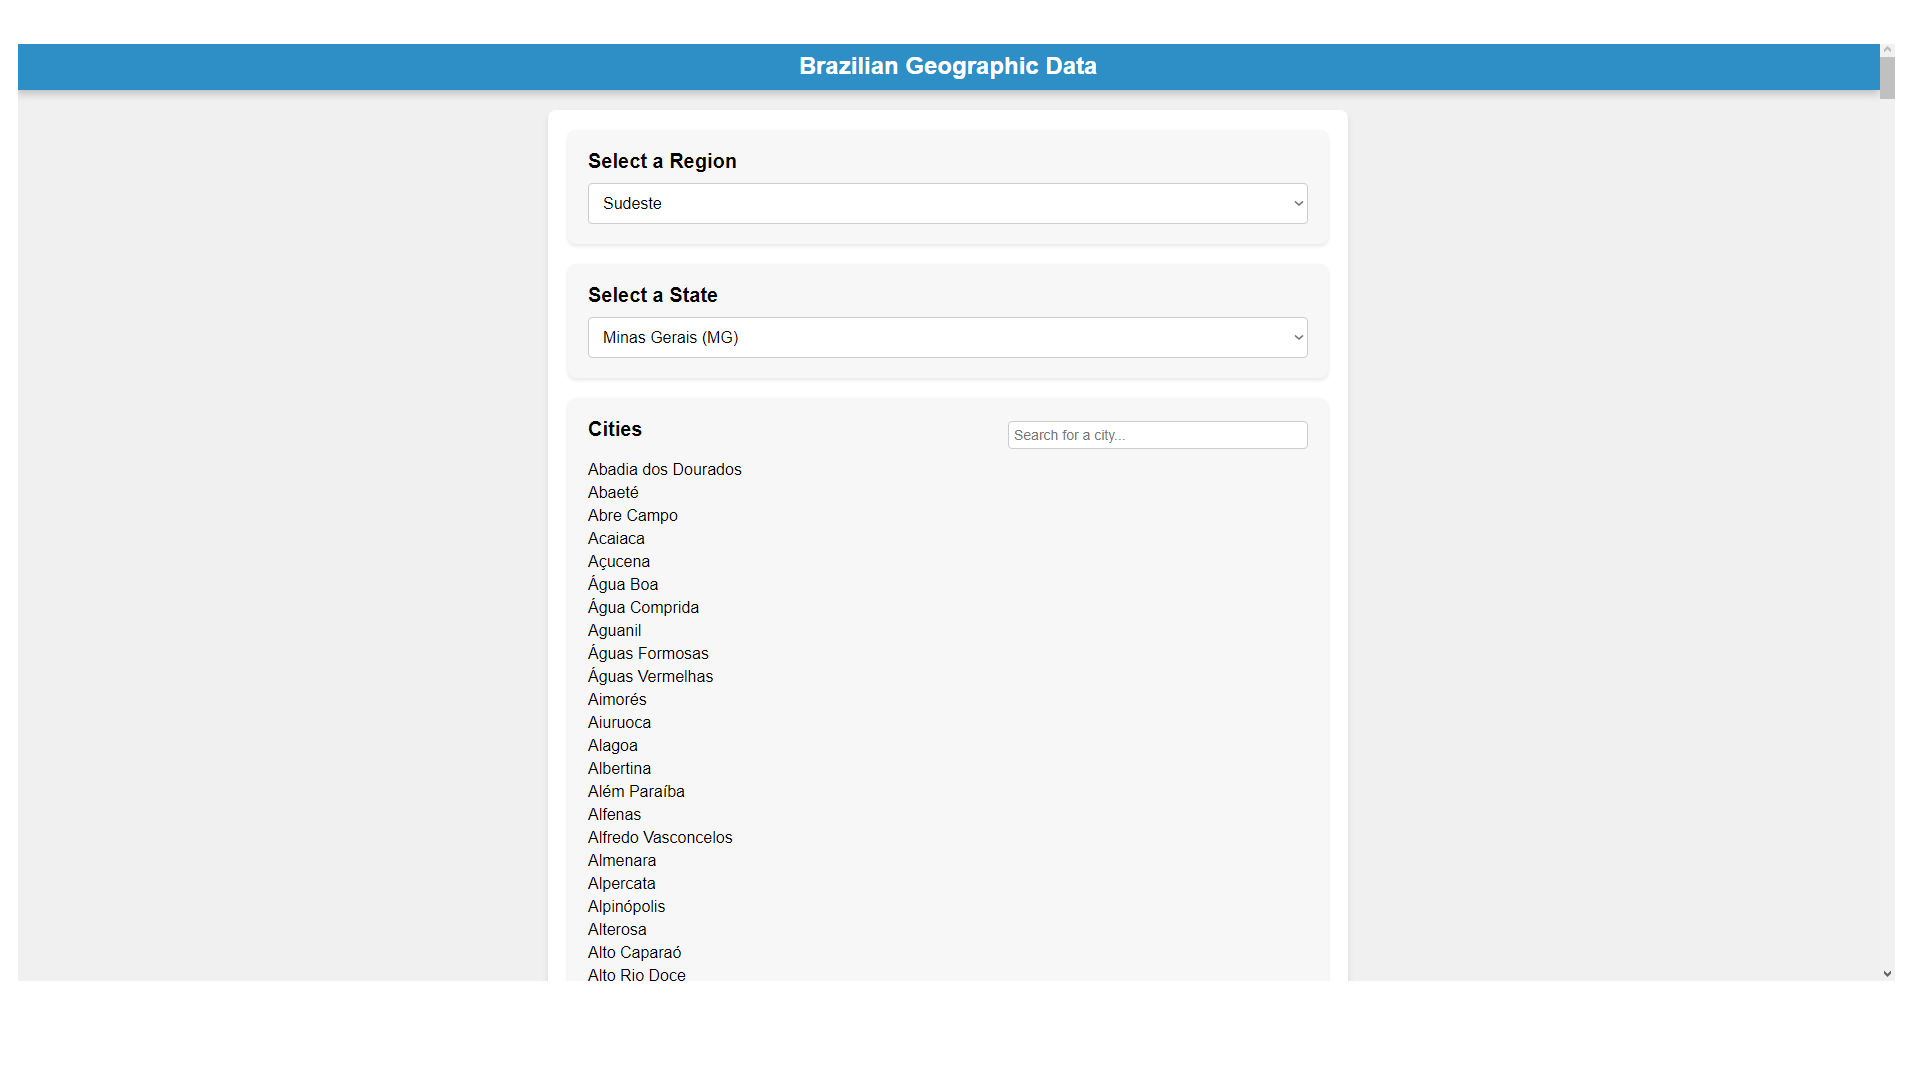 Brazilian Geographic Data
Select a Region
Sudeste
Select a State
Minas Gerais (MG)
Cities
Search for a city...
Abadia dos Dourados
Abaeté
Abre Campo
Acaiaca
Açucena
Água Boa
Água Comprida
Aguanil
Águas Formosas
Águas Vermelhas
Aimorés
Aiuruoca
Alagoa
Albertina
Além Paraíba
Alfenas
Alfredo Vasconcelos
Almenara
Alpercata
Alpinópolis
Alterosa
Alto Caparaó
Alto Rio Doce